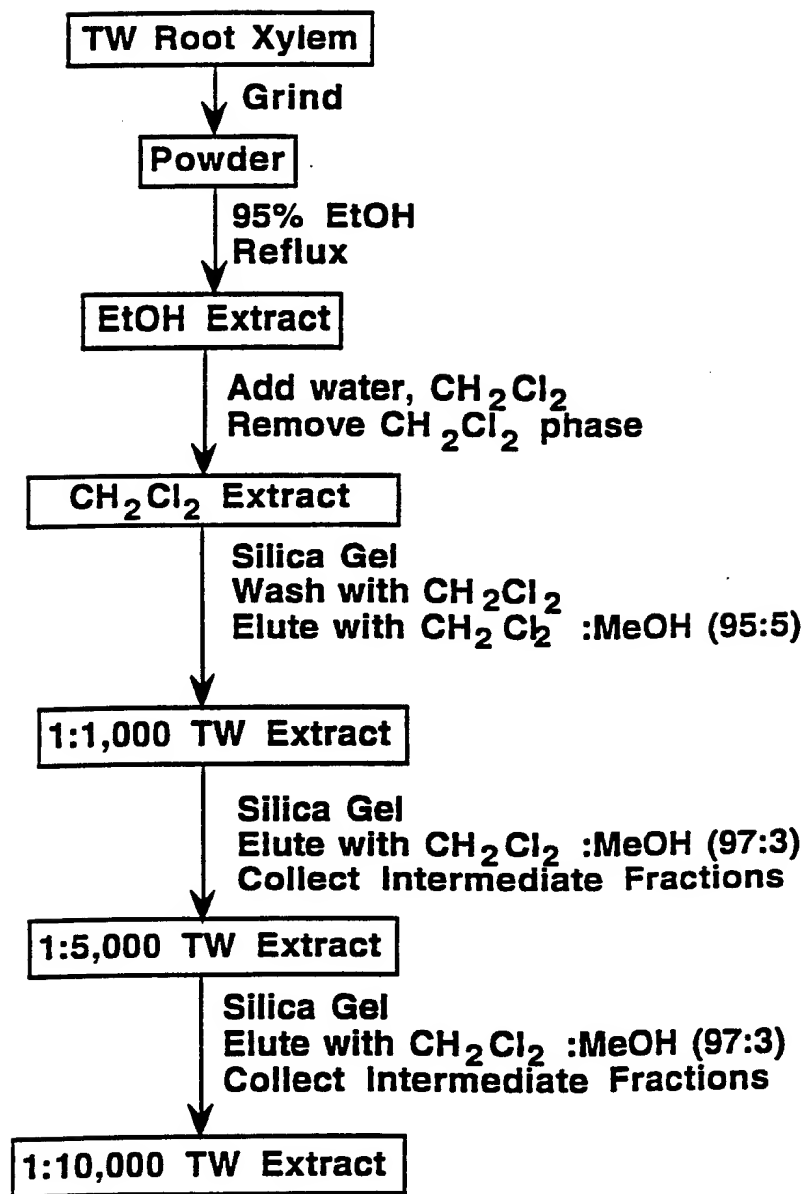 TW Root Xylem
Grind
Powder
95% EtOH
Reflux
EtOH Extract
Add water, CH2Cl2
Remove CH2Cl2 phase
CH2Cl2 Extract
Silica Gel
Wash with CH2Cl2
Elute with CH2Cl2 :MeOH (95:5)
1:1,000 TW Extract
Silica Gel
Elute with CH2Cl2 :MeOH (97:3)
Collect Intermediate Fractions
1:5,000 TW Extract
Silica Gel
Elute with CH2Cl2 :MeOH (97:3)
Collect Intermediate Fractions
1:10,000 TW Extract